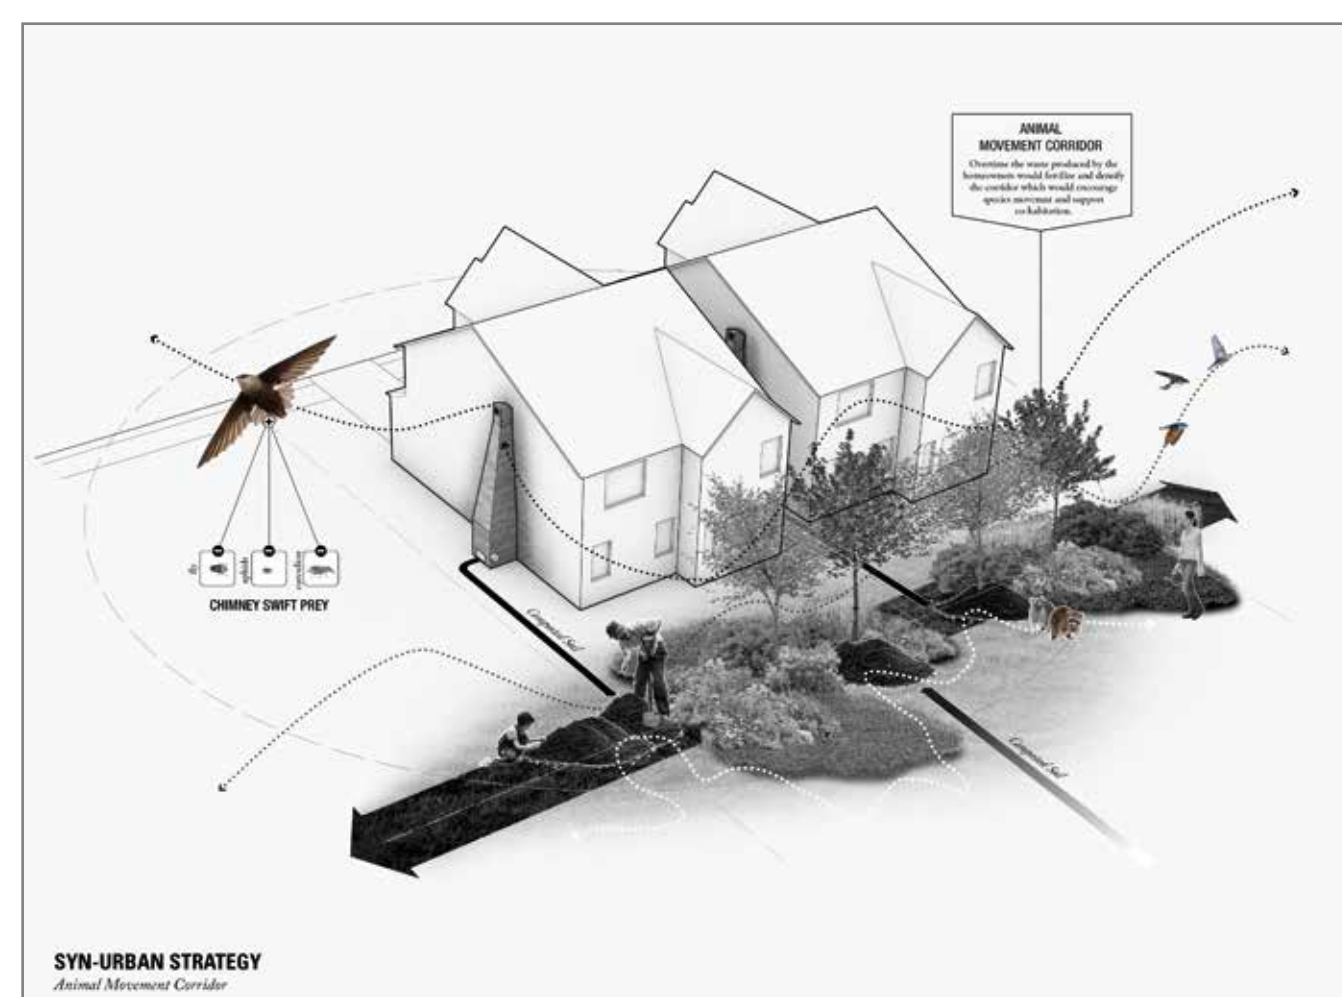 ANIMAL
MOVEMENT CORRIDOR
Overtime the waste produced by the
homeowners would fertilize and densify
the corridor which would encourage
species movement and support
co-habitation.
fly
aphids
CHIMNEY SWIFT PREY
Composted Soil
Composted Soil
SYN-URBAN STRATEGY
Animal Movement Corridor